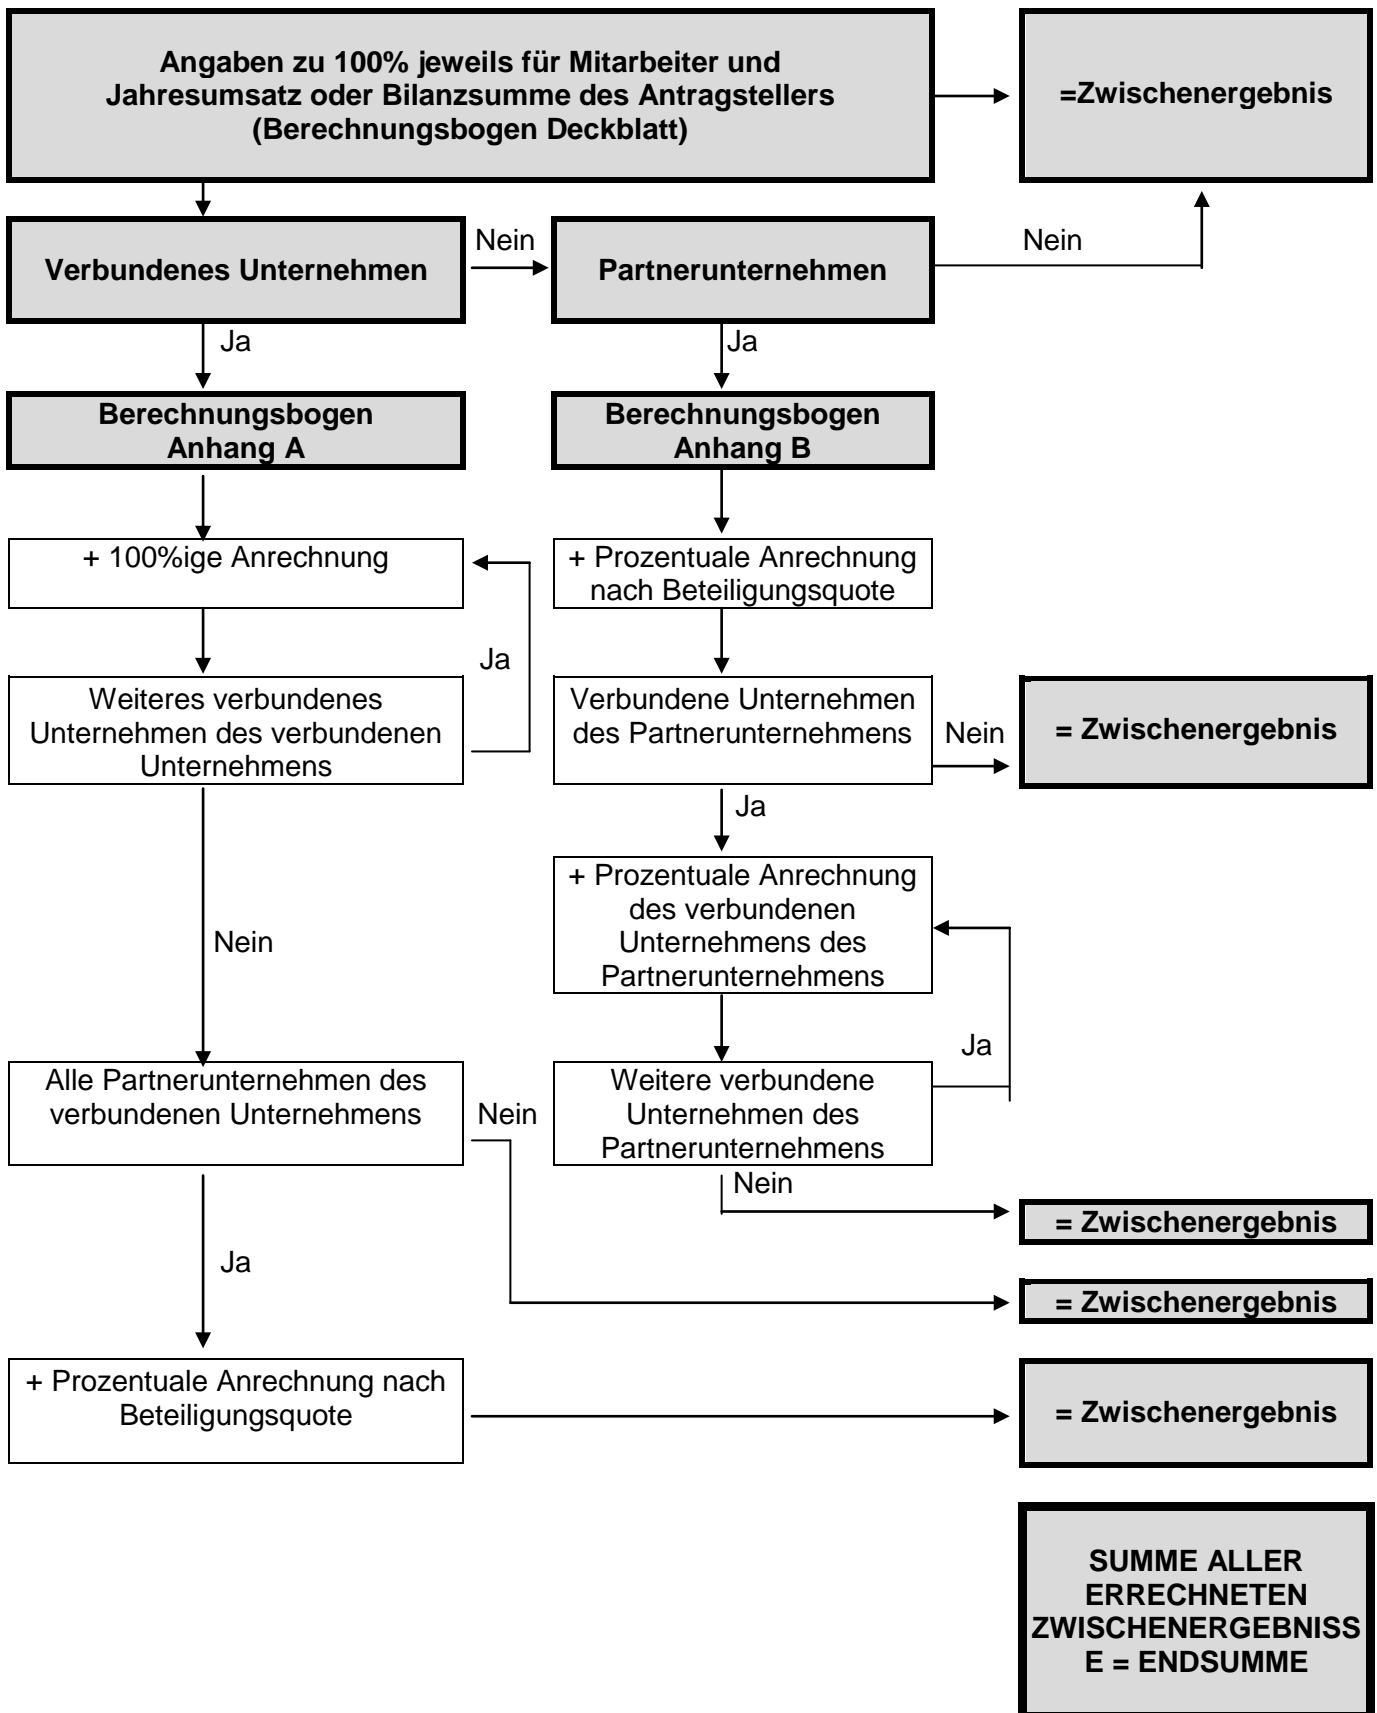 Angaben zu 100% jeweils für Mitarbeiter und
Jahresumsatz oder Bilanzsumme des Antragstellers
(Berechnungsbogen Deckblatt)
=Zwischenergebnis
Verbundenes Unternehmen
Nein
Partnerunternehmen
Nein
Ja
Ja
Berechnungsbogen
Anhang A
Berechnungsbogen
Anhang B
+ 100%ige Anrechnung
+ Prozentuale Anrechnung
nach Beteiligungsquote
Ja
Weiteres verbundenes
Unternehmen des verbundenen
Unternehmens
Verbundene Unternehmen
des Partnerunternehmens
Nein
= Zwischenergebnis
Ja
+ Prozentuale Anrechnung
des verbundenen
Unternehmens des
Partnerunternehmens
Nein
Ja
Alle Partnerunternehmen des
verbundenen Unternehmens
Nein
Weitere verbundene
Unternehmen des
Partnerunternehmens
Nein
= Zwischenergebnis
Ja
= Zwischenergebnis
+ Prozentuale Anrechnung nach
Beteiligungsquote
= Zwischenergebnis
SUMME ALLER
ERRECHNETEN
ZWISCHENERGEBNISS
E = ENDSUMME